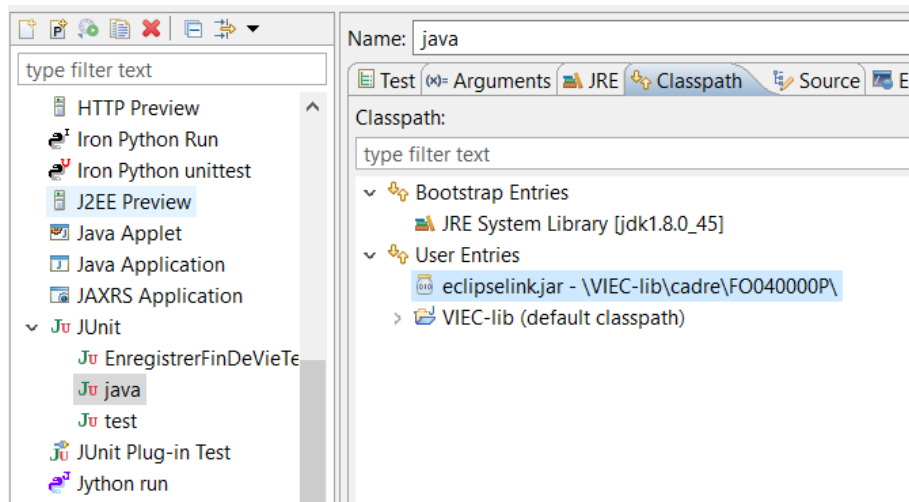 type filter text
HTTP Preview
Iron Python Run
Iron Python unittest
J2EE Preview
Java Applet
Java Application
JAXRS Application
JUnit
EnregistrerFinDeVieTe
java
test
JUnit Plug-in Test
Jython run
Name: java
Test (x)= Arguments JRE Classpath Source E
Classpath:
type filter text
Bootstrap Entries
JRE System Library [jdk1.8.0_45]
User Entries
eclipselink.jar - \VIEC-lib\cadre\FO040000P\
VIEC-lib (default classpath)